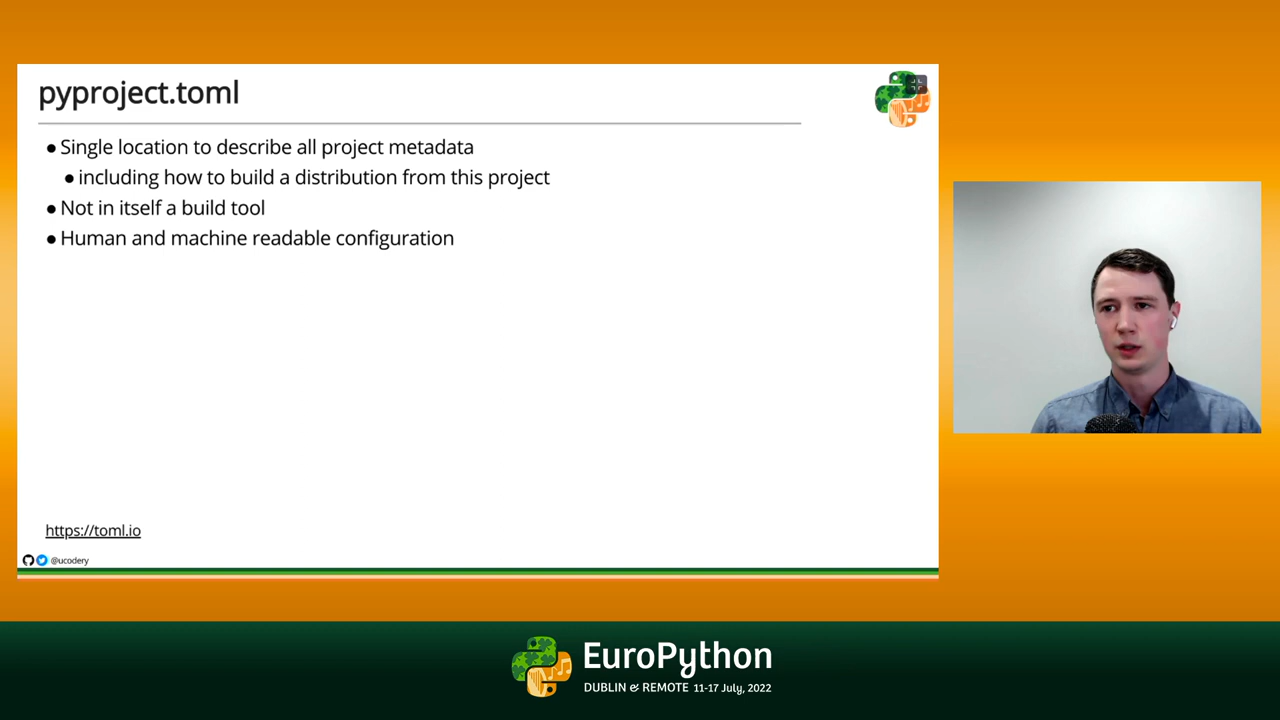 pyproject.toml
● Single location to describe all project metadata
● including how to build a distribution from this project
● Not in itself a build tool
● Human and machine readable configuration
https://toml.io
@ucodery
EuroPython
DUBLIN & REMOTE 11-17 July, 2022